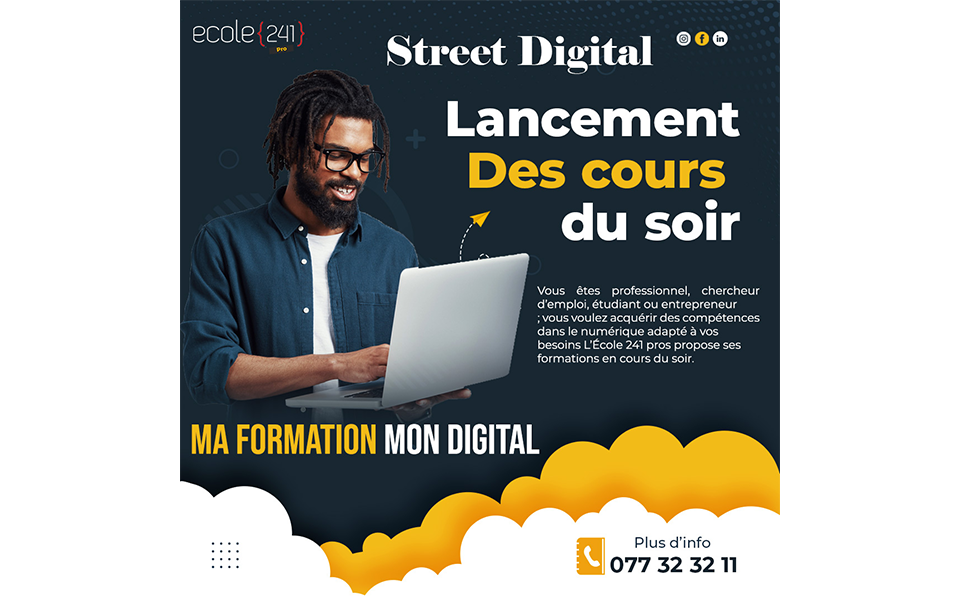 ecole{241}
pro
Street Digital
Lancement
Des cours
du soir
Vous êtes professionnel, chercheur
d’emploi, étudiant ou entrepreneur
; vous voulez acquérir des compétences
dans le numérique adapté à vos
besoins L’École 241 pros propose ses
formations en cours du soir.
MA FORMATION MON DIGITAL
Plus d’info
077 32 32 11